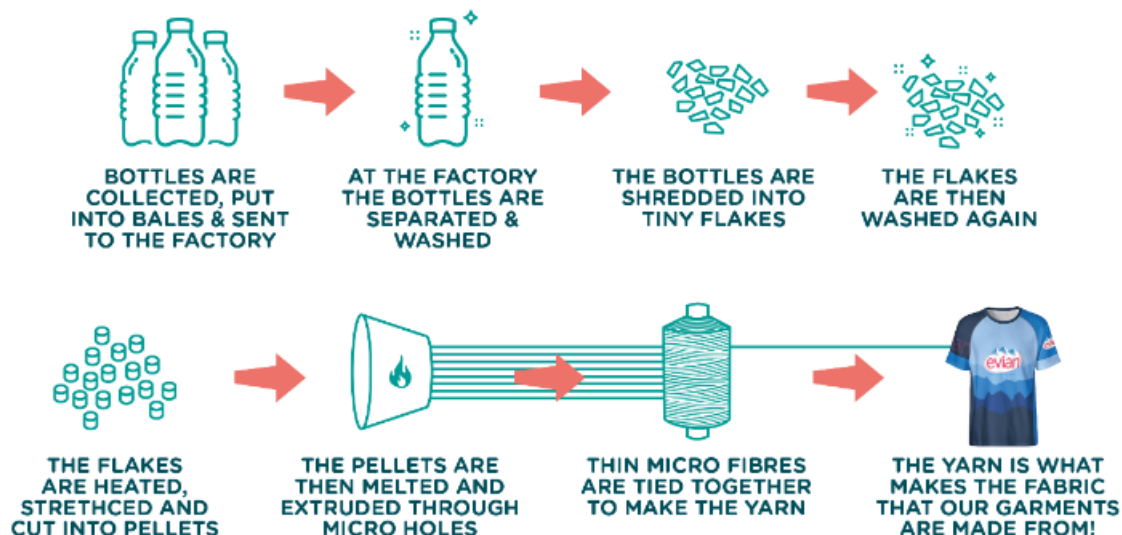 BOTTLES ARE
COLLECTED, PUT
INTO BALES & SENT
TO THE FACTORY
AT THE FACTORY
THE BOTTLES ARE
SEPARATED &
WASHED
THE BOTTLES ARE
SHREDDED INTO
TINY FLAKES
THE FLAKES
ARE THEN
WASHED AGAIN
evian
THE FLAKES
ARE HEATED,
STRETHCED AND
CUT INTO PELLETS
THE PELLETS ARE
THEN MELTED AND
EXTRUDED THROUGH
MICRO HOLES
THIN MICRO FIBRES
ARE TIED TOGETHER
TO MAKE THE YARN
THE YARN IS WHAT
MAKES THE FABRIC
THAT OUR GARMENTS
ARE MADE FROM!